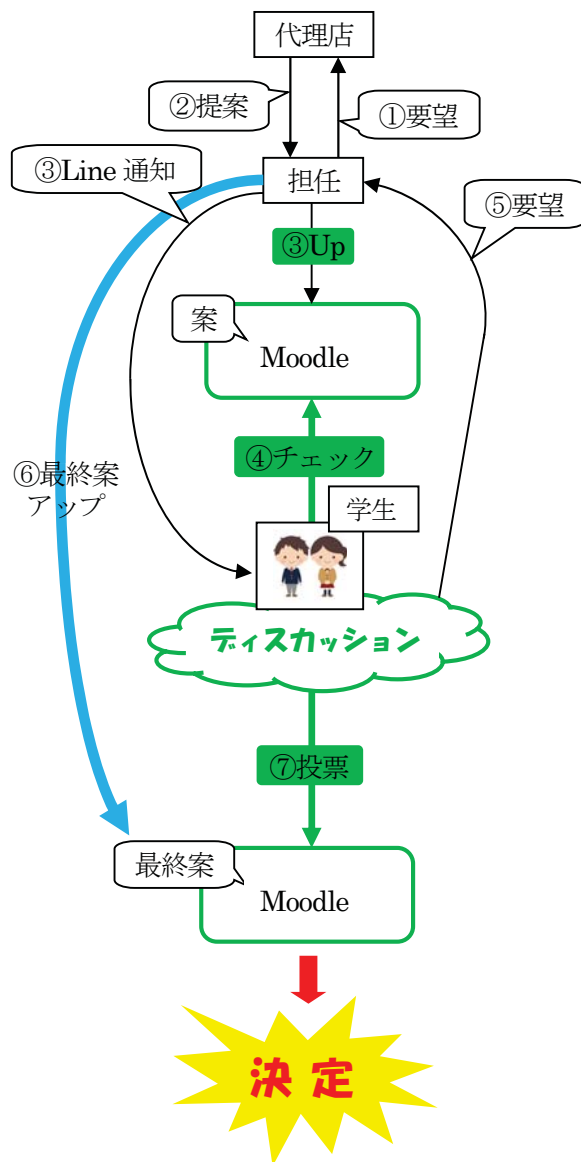 代理店
②提案
①要望
③Line 通知
担任
⑤要望
③Up
案
Moodle
④チェック
⑥最終案
アップ
学生
ディスカッション
⑦投票
最終案
Moodle
決定